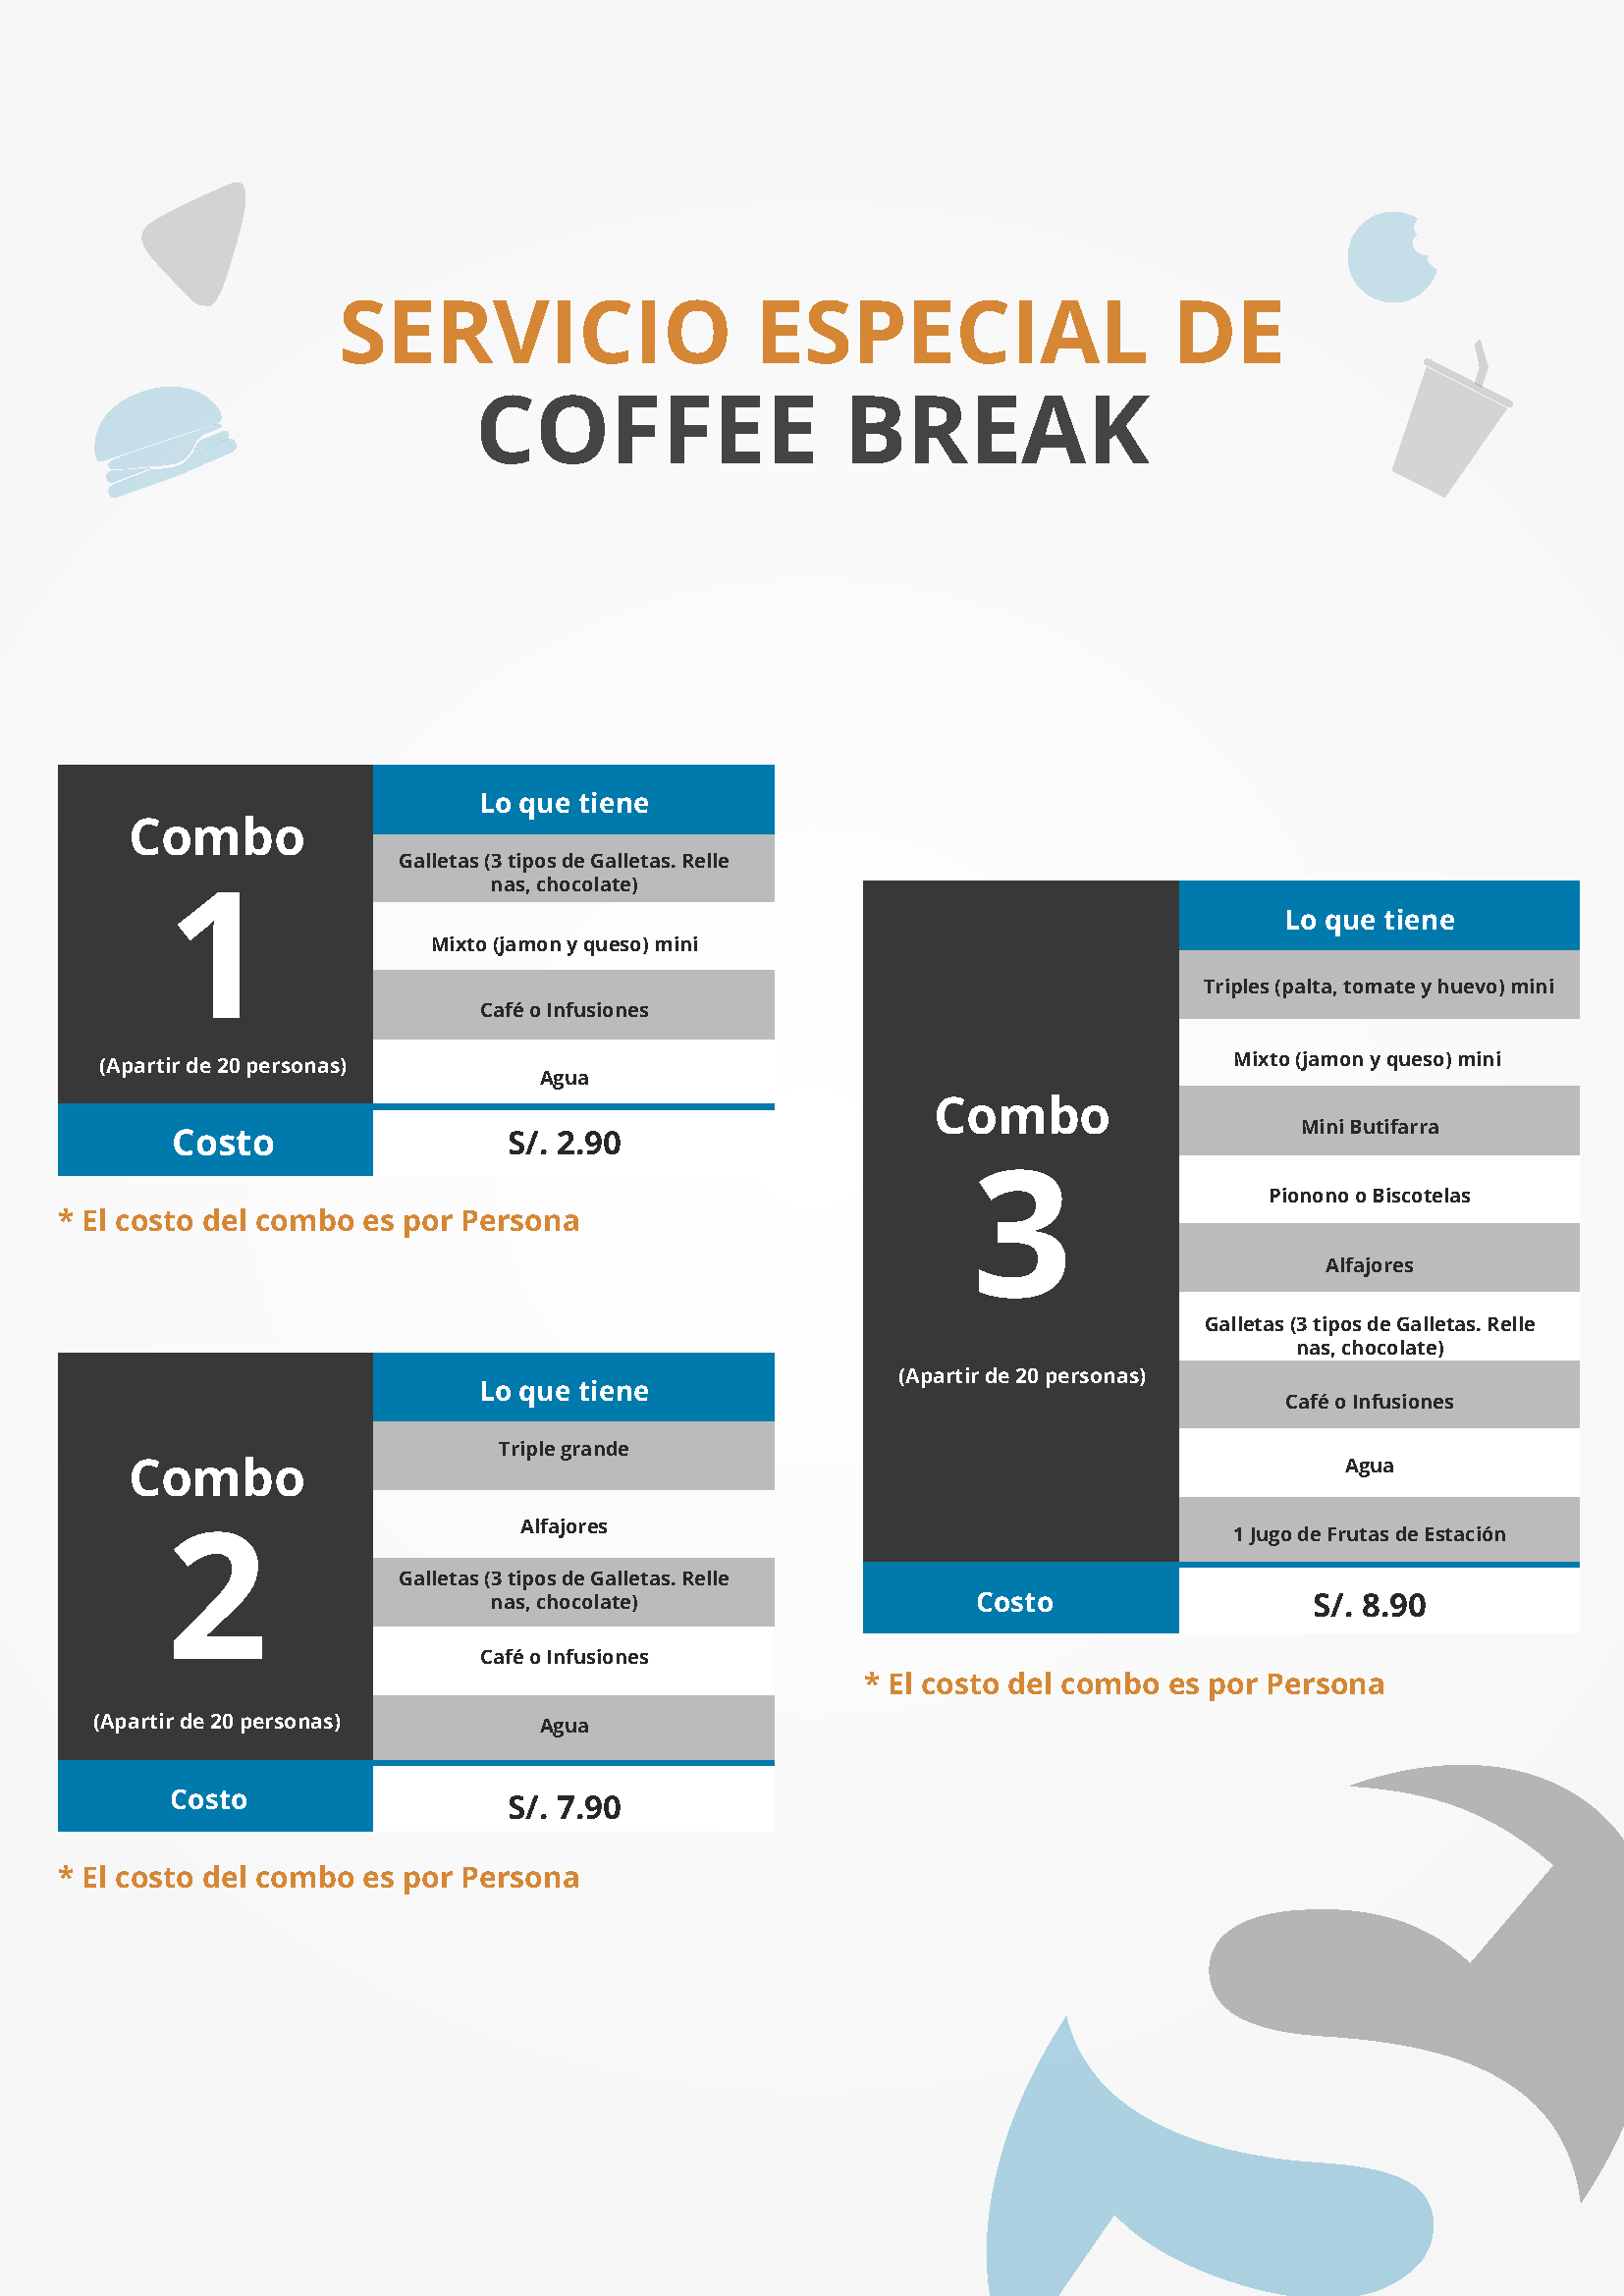 SERVICIO ESPECIAL DE
COFFEE BREAK
Combo
1
(Apartir de 20 personas)
Lo que tiene
Galletas (3 tipos de Galletas. Relle
nas, chocolate)
Mixto (jamon y queso) mini
Café o Infusiones
Agua
Costo
S/. 2.90
* El costo del combo es por Persona
Combo
2
(Apartir de 20 personas)
Lo que tiene
Triple grande
Alfajores
Galletas (3 tipos de Galletas. Relle
nas, chocolate)
Café o Infusiones
Agua
Costo
S/. 7.90
* El costo del combo es por Persona
Combo
3
(Apartir de 20 personas)
Lo que tiene
Triples (palta, tomate y huevo) mini
Mixto (jamon y queso) mini
Mini Butifarra
Pionono o Biscotelas
Alfajores
Galletas (3 tipos de Galletas. Relle
nas, chocolate)
Café o Infusiones
Agua
1 Jugo de Frutas de Estación
Costo
S/. 8.90
* El costo del combo es por Persona